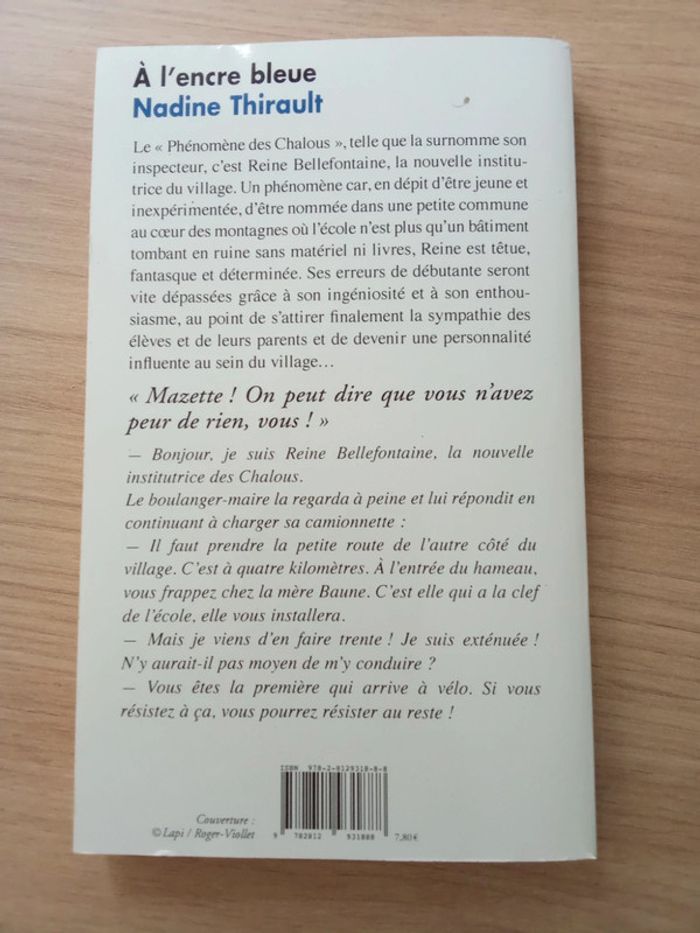 À l'encre bleue
Nadine Thirault
Le « Phénomène des Chalous », telle que la surnomme son
inspecteur, c'est Reine Bellefontaine, la nouvelle institu-
trice du village. Un phénomène car, en dépit d'être jeune et
inexpérimentée, d'être nommée dans une petite commune
au cœur des montagnes où l'école n'est plus qu'un bâtiment
tombant en ruine sans matériel ni livres, Reine est têtue,
fantasque et déterminée. Ses erreurs de débutante seront
vite dépassées grâce à son ingéniosité et à son enthou-
siasme, au point de s'attirer finalement la sympathie des
élèves et de leurs parents et de devenir une personnalité
influente au sein du village…
« Mazette ! On peut dire que vous n'avez
peur de rien, vous ! »
— Bonjour, je suis Reine Bellefontaine, la nouvelle
institutrice des Chalous.
Le boulanger-maire la regarda à peine et lui répondit en
continuant à charger sa camionnette :
— Il faut prendre la petite route de l'autre côté du
village. C'est à quatre kilomètres. À l'entrée du hameau,
vous frappez chez la mère Baune. C'est elle qui a la clef
de l'école, elle vous installera.
— Mais je viens d'en faire trente ! Je suis exténuée !
N'y aurait-il pas moyen de m'y conduire ?
— Vous êtes la première qui arrive à vélo. Si vous
résistez à ça, vous pourrez résister au reste !
Couverture :
© Lapi / Roger-Viollet
7,80 €